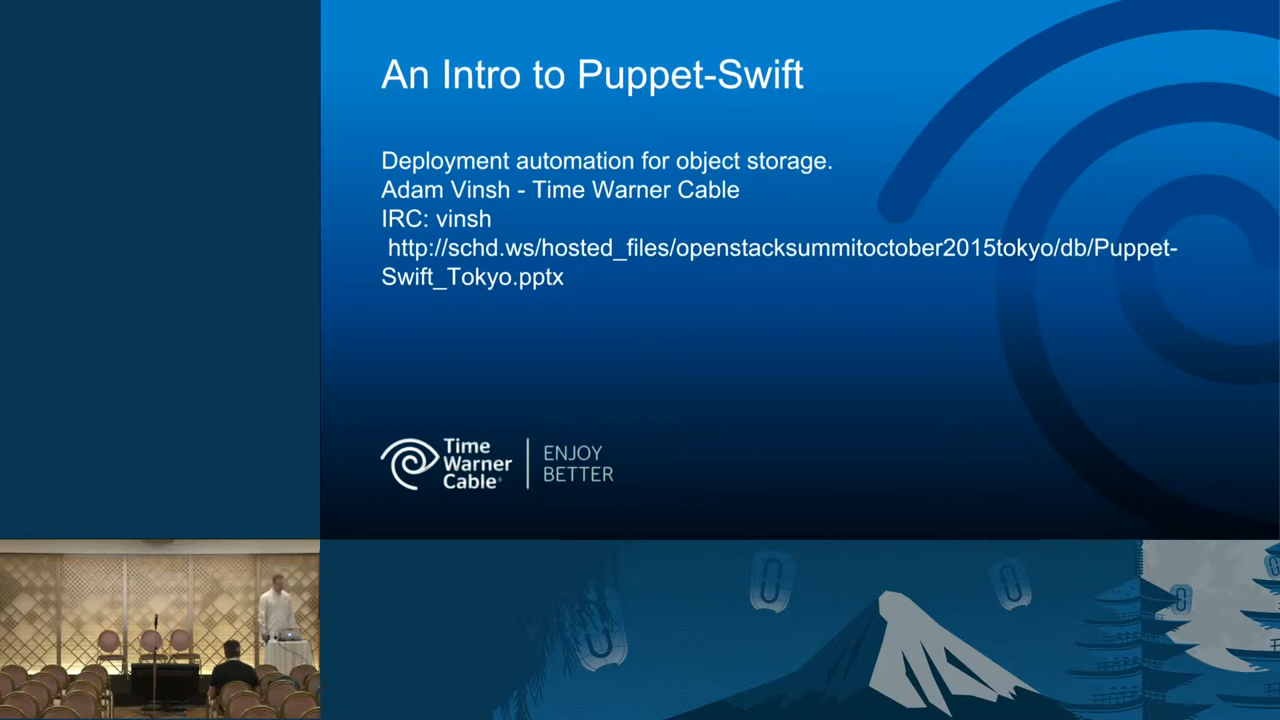 An Intro to Puppet-Swift
Deployment automation for object storage.
Adam Vinsh - Time Warner Cable
IRC: vinsh
http://schd.ws/hosted_files/openstacksummitoctober2015tokyo/db/Puppet-
Swift_Tokyo.pptx
Time
Warner
Cable
ENJOY
BETTER